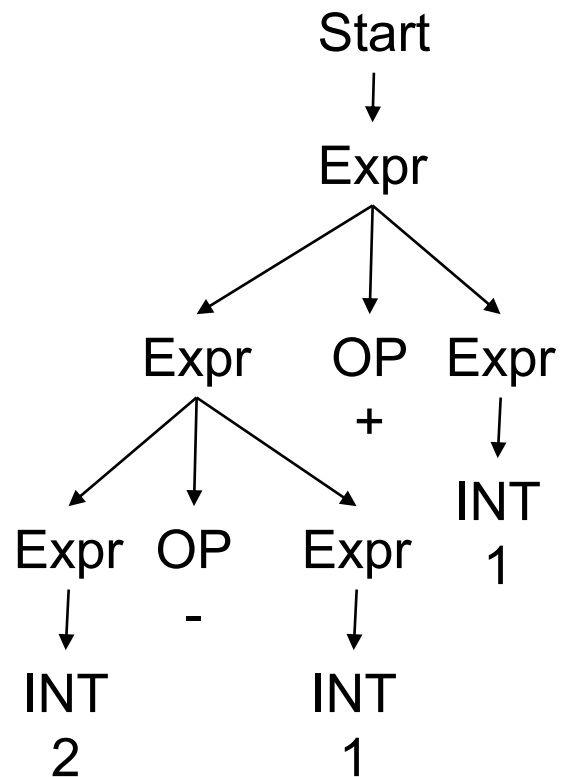 Start
Expr
Expr OP Expr
+
INT
1
Expr OP Expr
-
INT INT
2 1